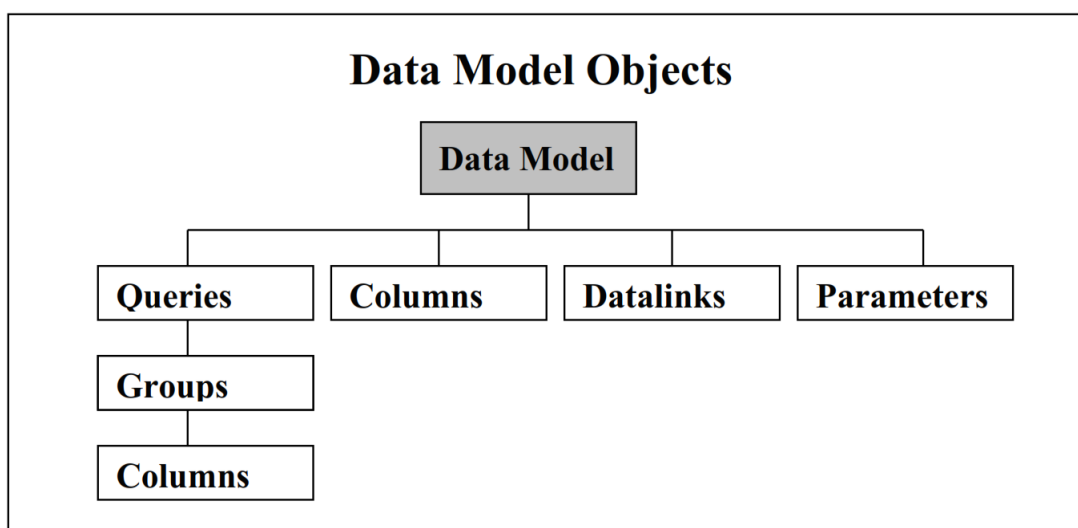 Data Model Objects
Data Model
Queries
Columns
Datalinks
Parameters
Groups
Columns